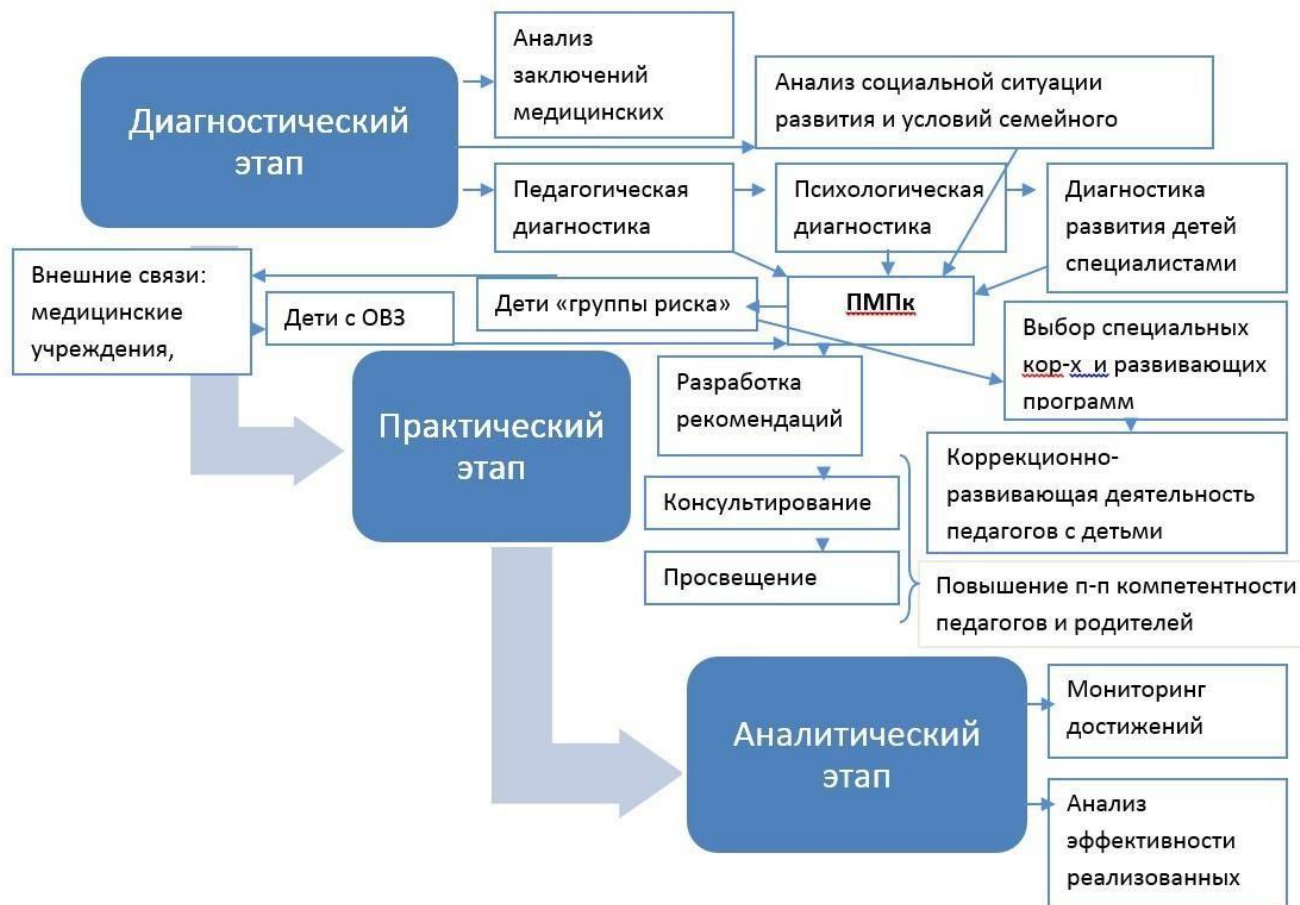 Анализ
заключений
медицинских
Диагностический
этап
Анализ социальной ситуации
развития и условий семейного
Педагогическая
диагностика
Психологическая
диагностика
Диагностика
развития детей
специалистами
Внешние связи:
медицинские
учреждения,
Дети с ОВЗ
Дети «группы риска»
ПМПк
Выбор специальных
кор-х и развивающих
программ
Разработка
рекомендаций
Практический
этап
Коррекционно-
развивающая деятельность
педагогов с детьми
Консультирование
Просвещение
Повышение п-п компетентности
педагогов и родителей
Аналитический
этап
Мониторинг
достижений
Анализ
эффективности
реализованных